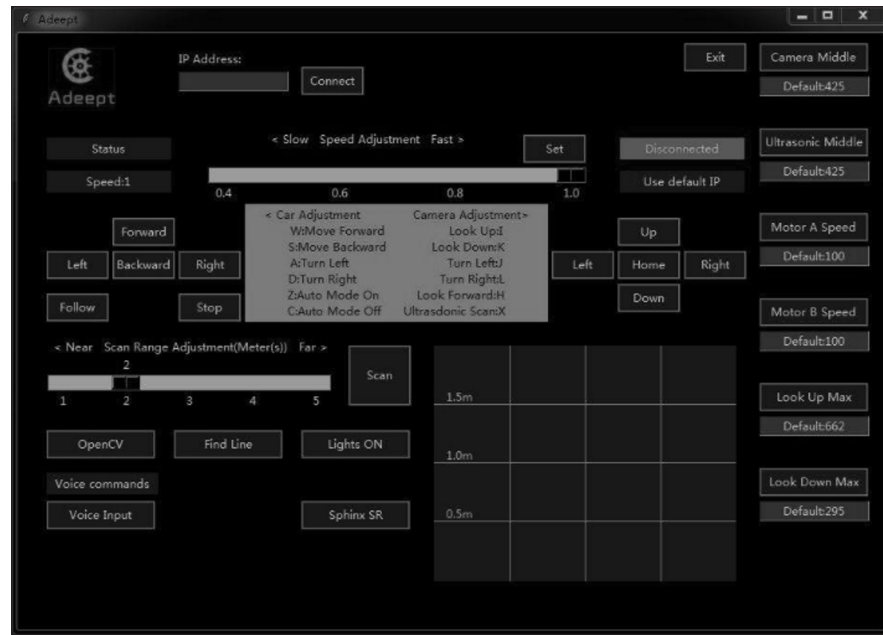 Adeept
Adeept
IP Address:
Connect
Exit
Camera Middle
Default:425
Status
< Slow Speed Adjustment Fast >
Set
Disconnected
Ultrasonic Middle
Default:425
Speed:1
0.4 0.6 0.8 1.0
Use default IP
Forward
Left Backward Right
Follow Stop
< Car Adjustment Camera Adjustment>
W:Move Forward Look Up:I
S:Move Backward Look Down:K
A:Turn Left Turn Left:J
D:Turn Right Turn Right:L
Z:Auto Mode On Look Forward:H
C:Auto Mode Off Ultrasdonic Scan:X
Up
Left Home Right
Down
Motor A Speed
Default:100
Motor B Speed
Default:100
< Near Scan Range Adjustment(Meter(s)) Far >
2
1 2 3 4 5
Scan
1.5m
1.0m
0.5m
Look Up Max
Default:662
OpenCV Find Line Lights ON
Voice commands
Voice Input Sphinx SR
Look Down Max
Default:295